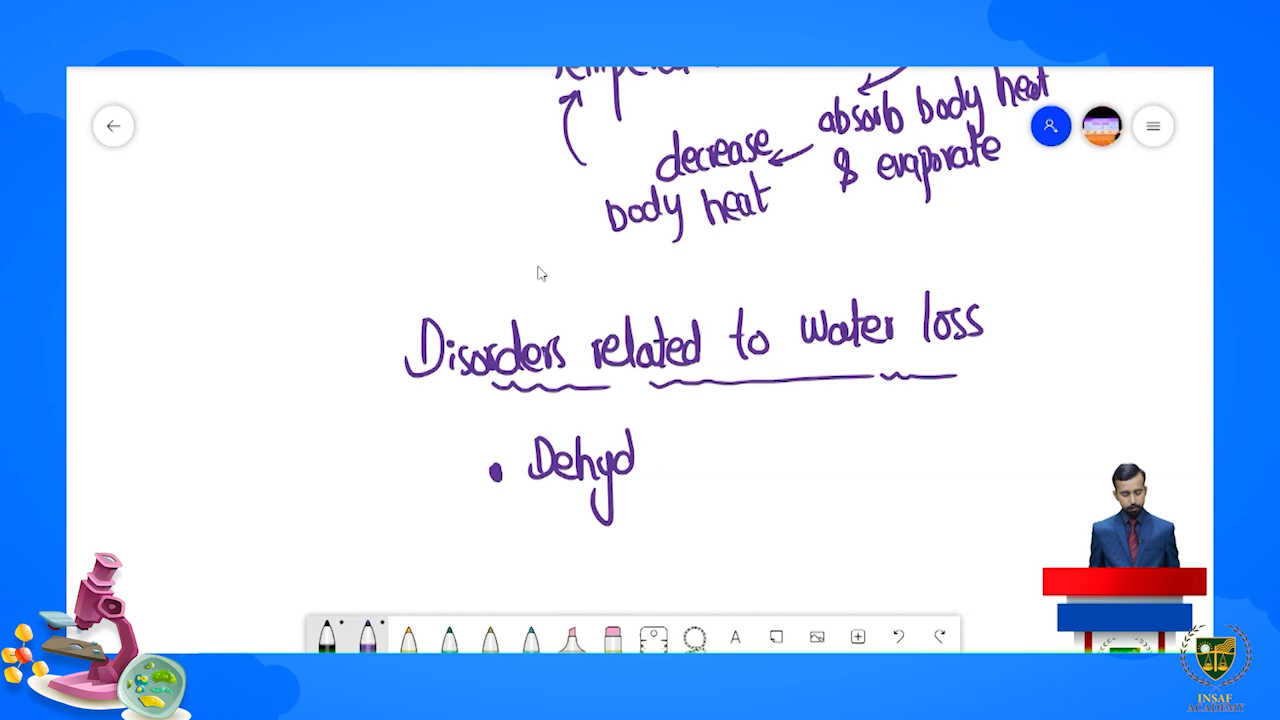 absorb body heat
& evaporate
decrease
body heat
Disorders related to water loss
• Dehyd
A
INSAF
ACADEMY